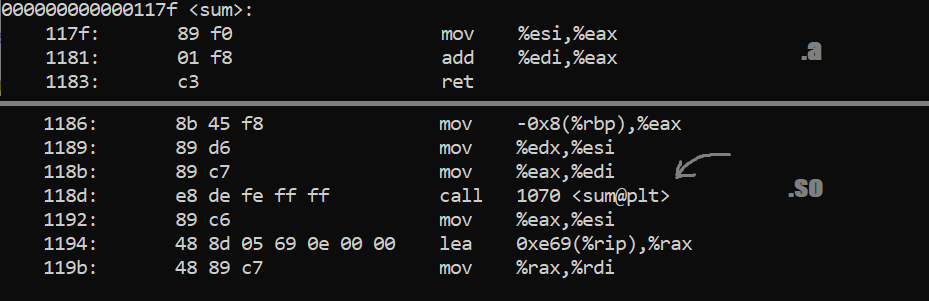 000000000000117f <sum>:
117f: 89 f0 mov %esi,%eax
1181: 01 f8 add %edi,%eax
1183: c3 ret
.a
1186: 8b 45 f8 mov -0x8(%rbp),%eax
1189: 89 d6 mov %edx,%esi
118b: 89 c7 mov %eax,%edi
118d: e8 de fe ff ff call 1070 <sum@plt>
1192: 89 c6 mov %eax,%esi
1194: 48 8d 05 69 0e 00 00 lea 0xe69(%rip),%rax
119b: 48 89 c7 mov %rax,%rdi
.so